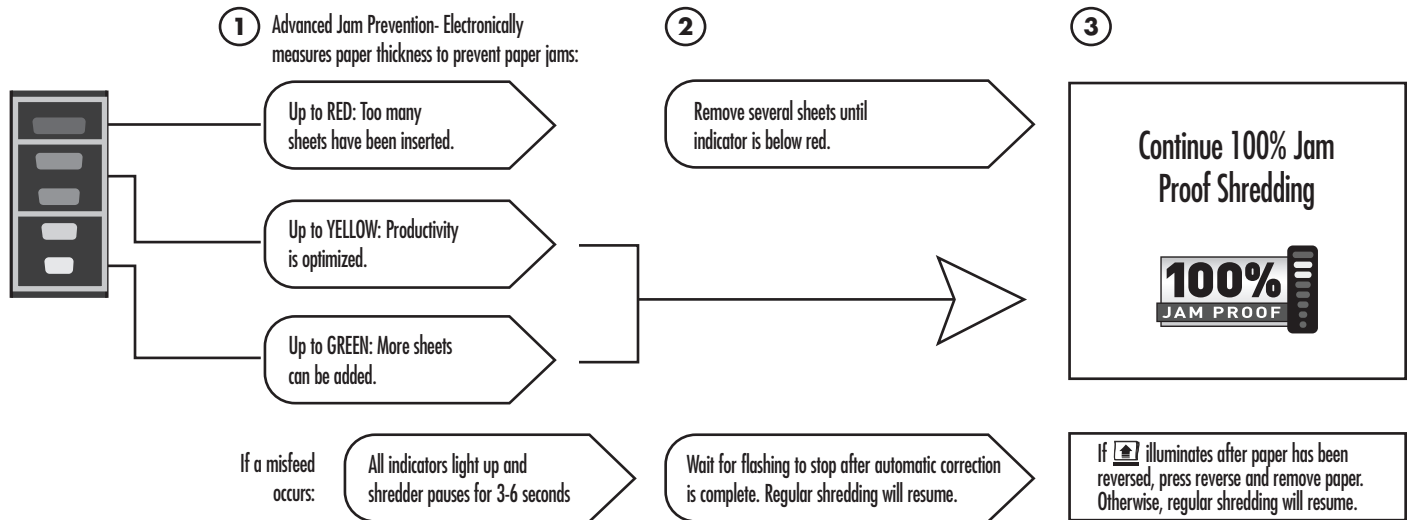 1
Advanced Jam Prevention- Electronically
measures paper thickness to prevent paper jams:
2
3
Up to RED: Too many
sheets have been inserted.
Remove several sheets until
indicator is below red.
Continue 100% Jam
Proof Shredding
Up to YELLOW: Productivity
is optimized.
100%
JAM PROOF
Up to GREEN: More sheets
can be added.
If a misfeed
occurs:
All indicators light up and
shredder pauses for 3-6 seconds
Wait for flashing to stop after automatic correction
is complete. Regular shredding will resume.
If illuminates after paper has been
reversed, press reverse and remove paper.
Otherwise, regular shredding will resume.